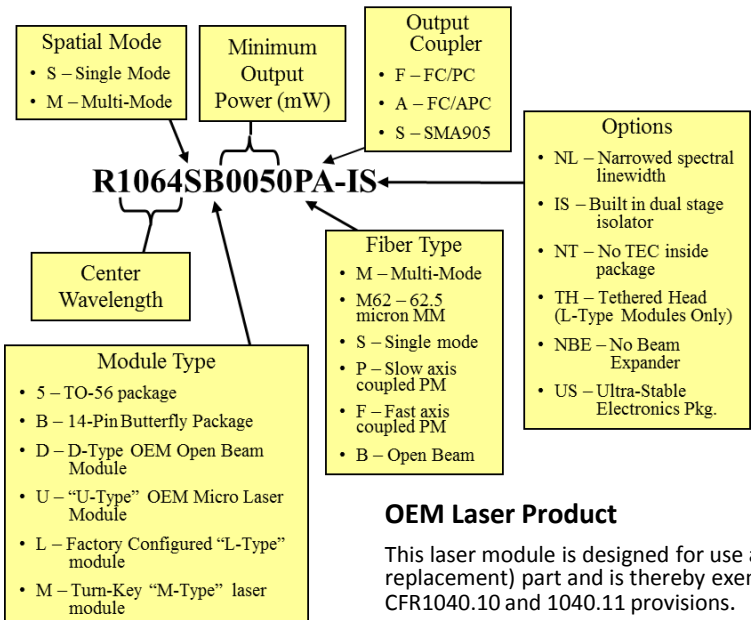 Spatial Mode
• S – Single Mode
• M – Multi-Mode
Minimum
Output
Power (mW)
Output
Coupler
• F – FC/PC
• A – FC/APC
• S – SMA905
R1064SB0050PA-IS
Center
Wavelength
Module Type
• 5 – TO-56 package
• B – 14-Pin Butterfly Package
• D – D-Type OEM Open Beam
Module
• U – “U-Type” OEM Micro Laser
Module
• L – Factory Configured “L-Type”
module
• M – Turn-Key “M-Type” laser
module
Fiber Type
• M – Multi-Mode
• M62 – 62.5
micron MM
• S – Single mode
• P – Slow axis
coupled PM
• F – Fast axis
coupled PM
• B – Open Beam
Options
• NL – Narrowed spectral
linewidth
• IS – Built in dual stage
isolator
• NT – No TEC inside
package
• TH – Tethered Head
(L-Type Modules Only)
• NBE – No Beam
Expander
• US – Ultra-Stable
Electronics Pkg.
OEM Laser Product
This laser module is designed for use
replacement) part and is thereby
CFR1040.10 and 1040.11 provisions.